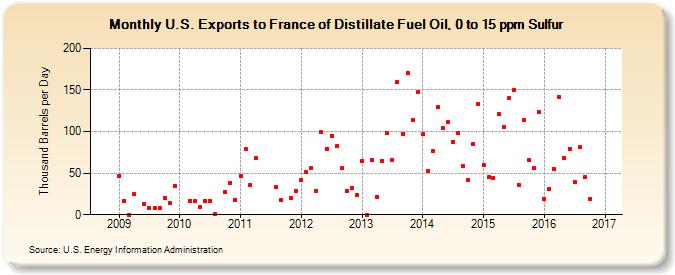 Monthly U.S. Exports to France of Distillate Fuel Oil, 0 to 15 ppm Sulfur
Thousand Barrels per Day
200
150
100
50
0
2009 2010 2011 2012 2013 2014 2015 2016 2017
Source: U.S. Energy Information Administration